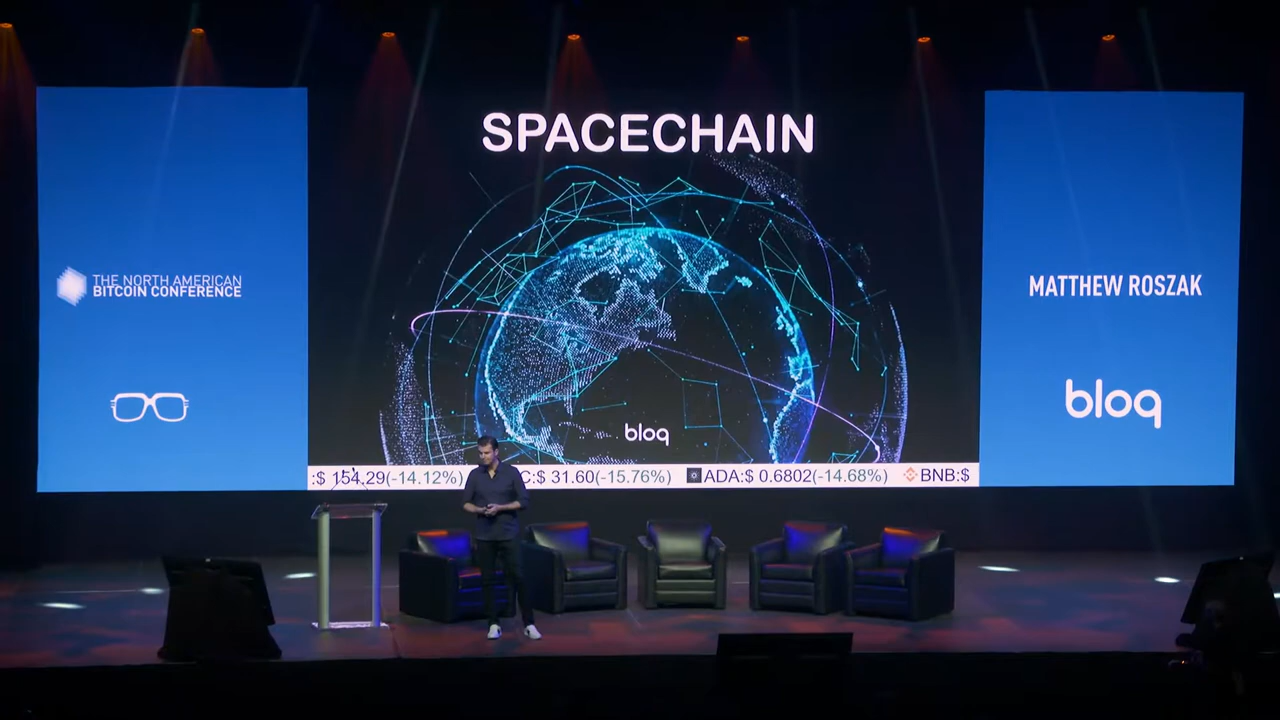 SPACECHAIN
THE NORTH AMERICAN
BITCOIN CONFERENCE
MATTHEW ROSZAK
bloq
bloq
:$ 154.29(-14.12%) C:$ 31.60(-15.76%) ADA:$ 0.6802(-14.68%) BNB:$